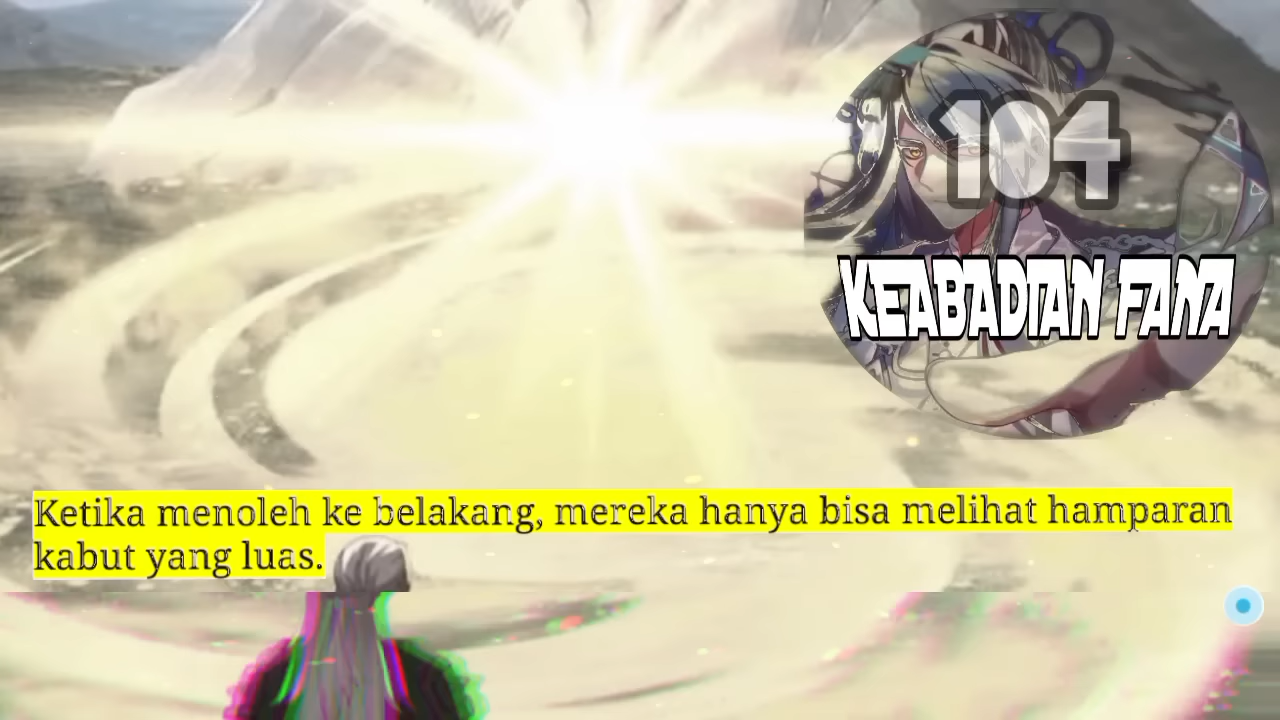 104
KEABADIAN FANA
Ketika menoleh ke belakang, mereka hanya bisa melihat hamparan
kabut yang luas.